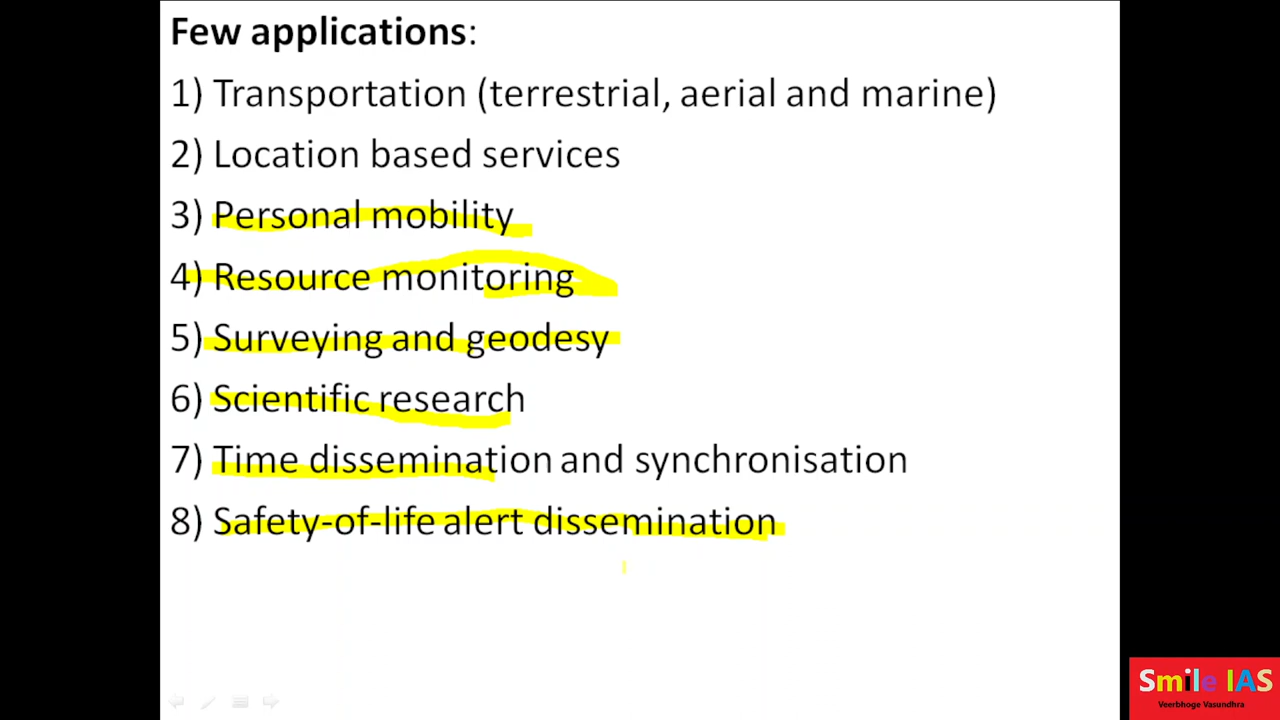 Few applications:
1) Transportation (terrestrial, aerial and marine)
2) Location based services
3) Personal mobility
4) Resource monitoring
5) Surveying and geodesy
6) Scientific research
7) Time dissemination and synchronisation
8) Safety-of-life alert dissemination
Smile IAS
Veerbhoge Vasundhra